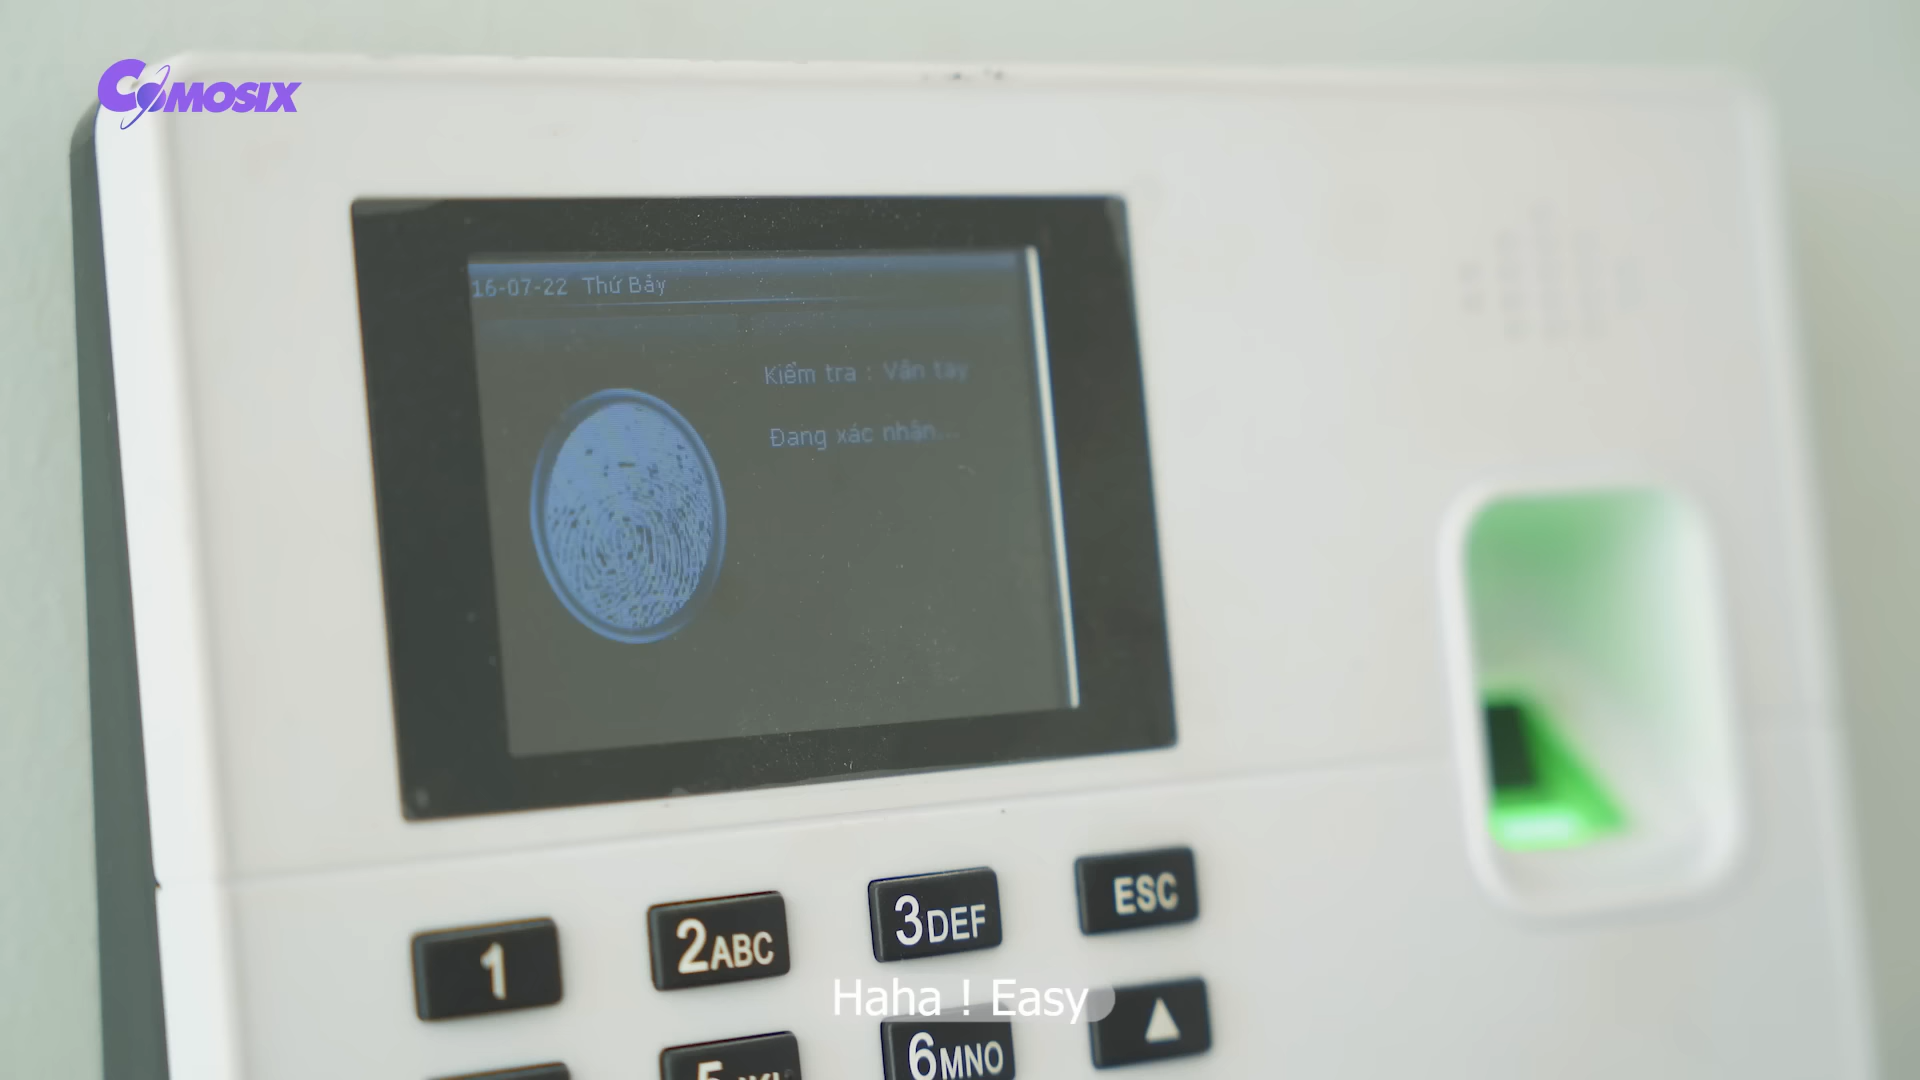 COMOSIX
16-07-22 Thứ Bảy
Kiểm tra : Vân tay
Đang xác nhận...
1
2ABC
3DEF
ESC
6MNO
Haha ! Easy